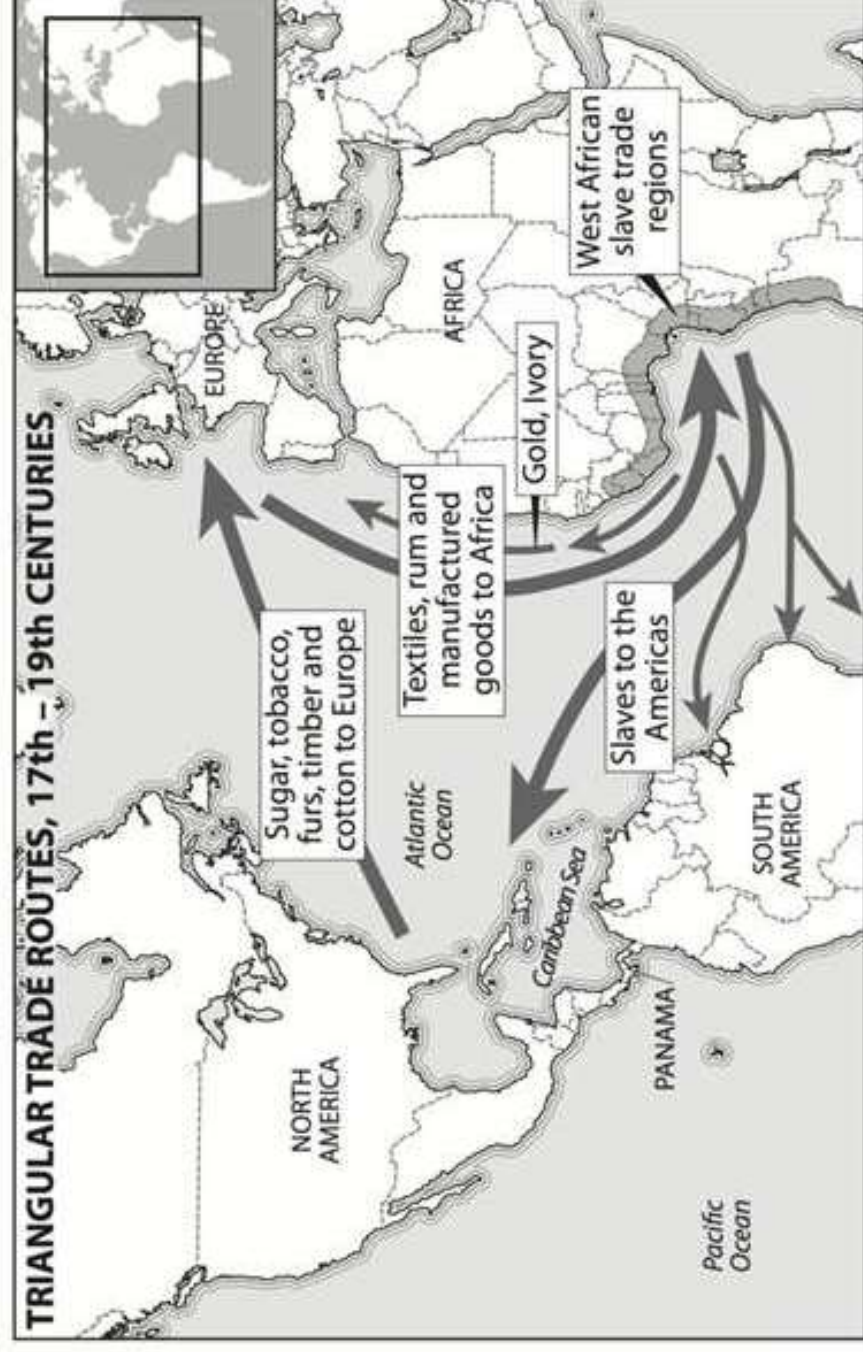 TRIANGULAR TRADE ROUTES, 17th – 19th CENTURIES
NORTH
AMERICA
Sugar, tobacco,
furs, timber and
cotton to Europe
EUROPE
Atlantic
Ocean
Textiles, rum and
manufactured
goods to Africa
AFRICA
Gold, Ivory
Caribbean Sea
West African
slave trade
regions
Slaves to the
Americas
PANAMA
SOUTH
AMERICA
Pacific
Ocean